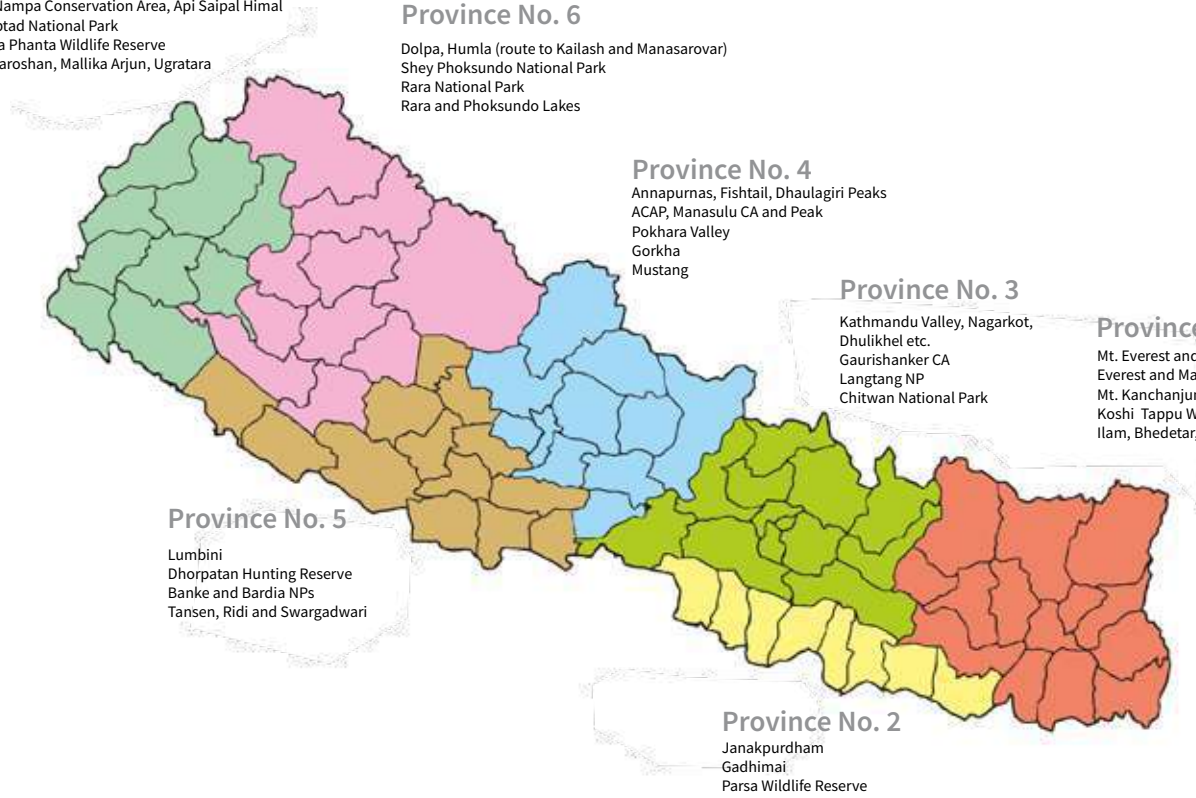 Nampa Conservation Area, Api Saipal Himal
ptad National Park
a Phanta Wildlife Reserve
aroshan, Mallika Arjun, Ugratara
Province No. 6
Dolpa, Humla (route to Kailash and Manasarovar)
Shey Phoksundo National Park
Rara National Park
Rara and Phoksundo Lakes
Province No. 4
Annapurnas, Fishtail, Dhaulagiri Peaks
ACAP, Manasulu CA and Peak
Pokhara Valley
Gorkha
Mustang
Province No. 3
Kathmandu Valley, Nagarkot,
Dhulikhel etc.
Gaurishanker CA
Langtang NP
Chitwan National Park
Province
Mt. Everest and
Everest and Ma
Mt. Kanchanjun
Koshi Tappu W
Ilam, Bhedetar,
Province No. 5
Lumbini
Dhorpatan Hunting Reserve
Banke and Bardia NPs
Tansen, Ridi and Swargadwari
Province No. 2
Janakpurdham
Gadhimai
Parsa Wildlife Reserve